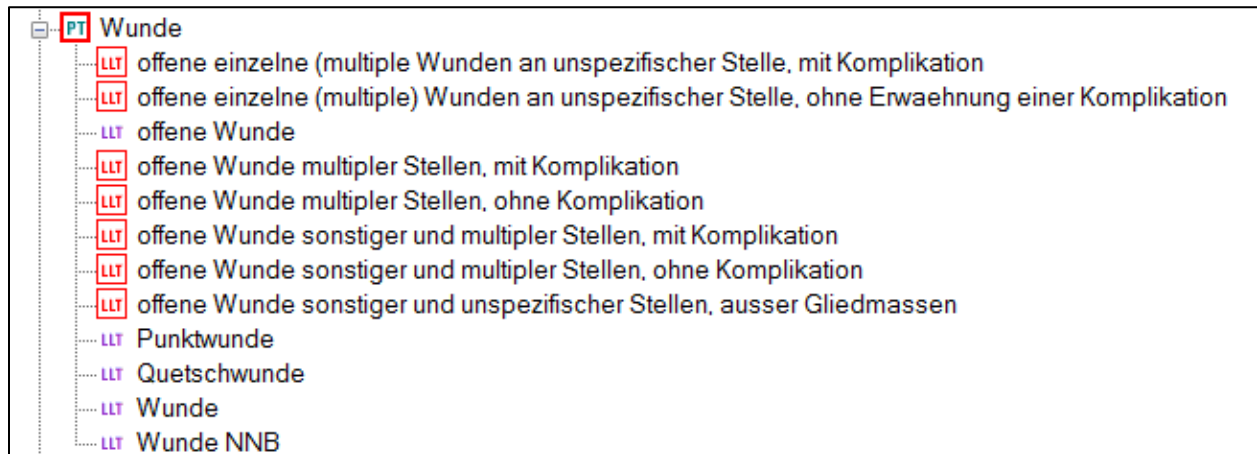 PT Wunde
LLT offene einzelne (multiple Wunden an unspezifischer Stelle, mit Komplikation
LLT offene einzelne (multiple) Wunden an unspezifischer Stelle, ohne Erwaehnung einer Komplikation
LLT offene Wunde
LLT offene Wunde multipler Stellen, mit Komplikation
LLT offene Wunde multipler Stellen, ohne Komplikation
LLT offene Wunde sonstiger und multipler Stellen, mit Komplikation
LLT offene Wunde sonstiger und multipler Stellen, ohne Komplikation
LLT offene Wunde sonstiger und unspezifischer Stellen, ausser Gliedmassen
LLT Punktwunde
LLT Quetschwunde
LLT Wunde
LLT Wunde NNB